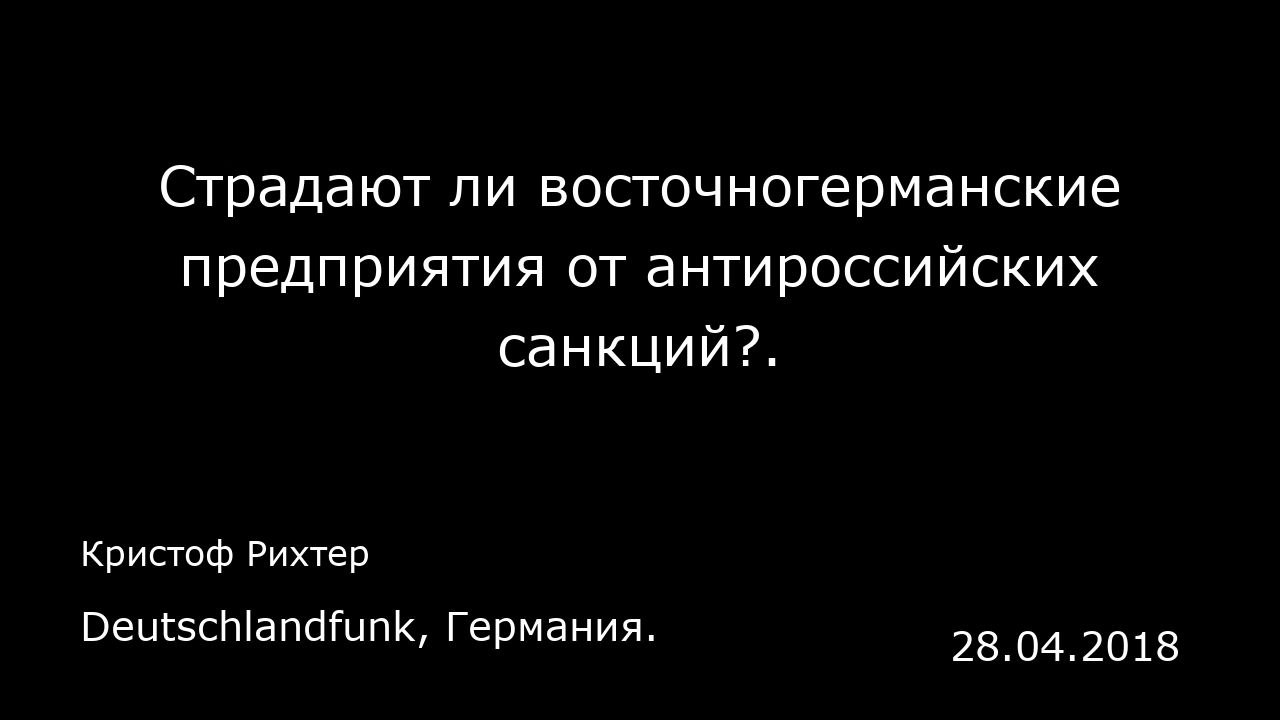 Страдают ли восточногерманские
предприятия от антироссийских
санкций?.
Кристоф Рихтер
Deutschlandfunk, Германия.
28.04.2018